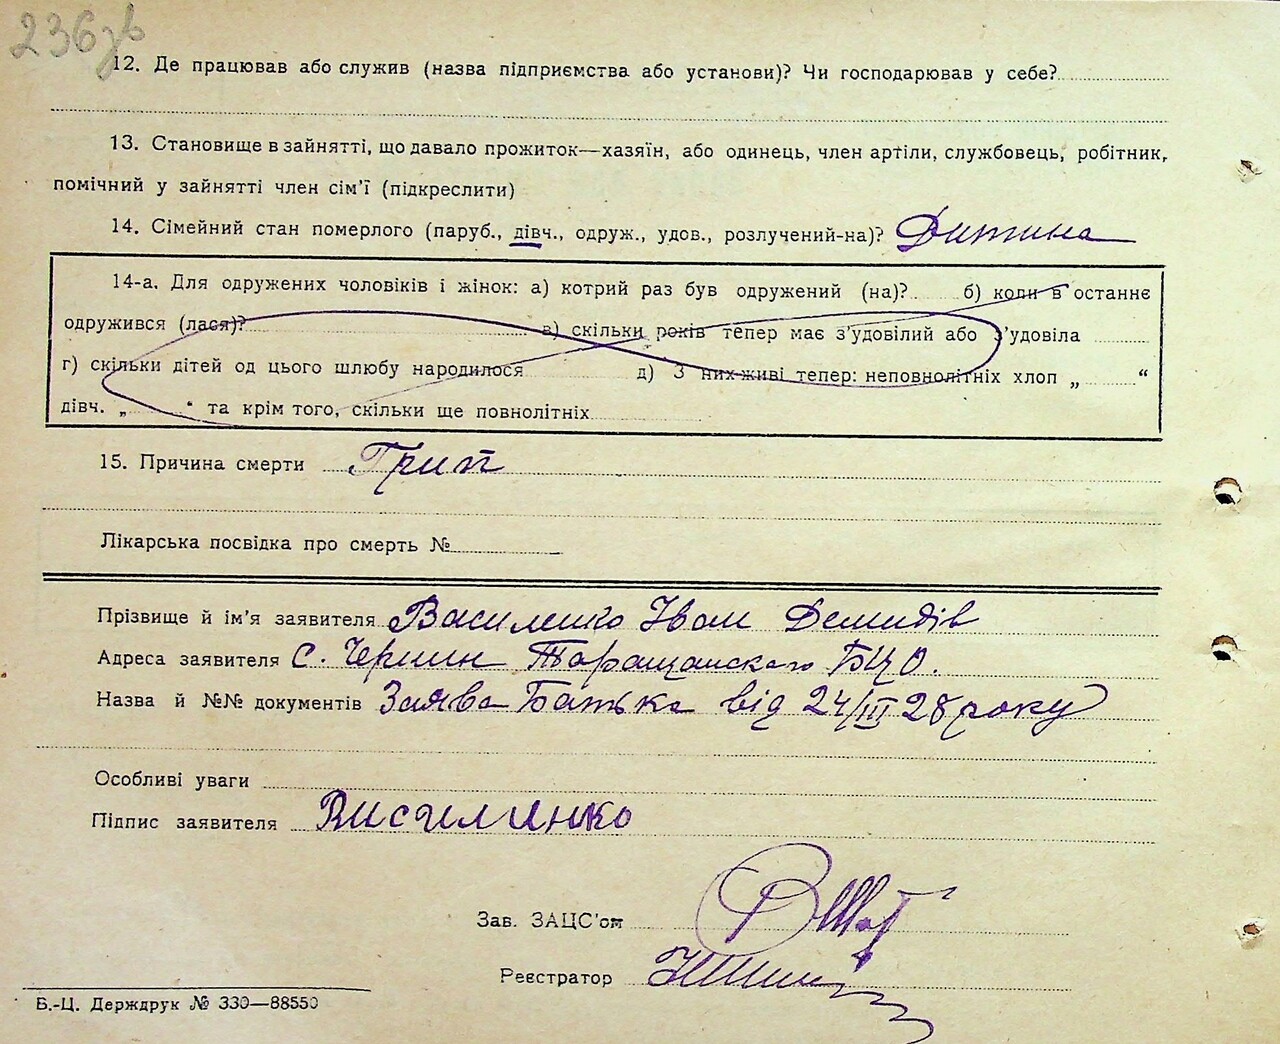 236зв
12. Де працював або служив (назва підприємства або установи)? Чи господарював у себе?
13. Становище в зайнятті, що давало прожиток—хазяїн, або одинець, член артіли, службовець, робітник,
помічний у зайнятті член сім'ї (підкреслити)
14. Сімейний стан померлого (паруб., дівч., одруж., удов., розлучений-на)? Дитина
14-а. Для одружених чоловіків і жінок: а) котрий раз був одружений (на)? б) коли в останнє
одружився (лася)? в) скільки років тепер має з'удовілий або з'удовіла
г) скільки дітей од цього шлюбу народилося д) З них живі тепер: неповнолітніх хлоп „ “
дівч. „ “ та крім того, скільки ще повнолітніх
15. Причина смерти Грип
Лікарська посвідка про смерть №
Прізвище й ім'я заявителя Василенко Іван Демидів
Адреса заявителя с. Чернин Таращанского БЦО.
Назва й №№ документів Заява Батька від 24/III 28 року
Особливі уваги
Підпис заявителя Висилинко
Зав. ЗАЦС'ом
Реєстратор
Б.-Ц. Держдрук № 330—88550